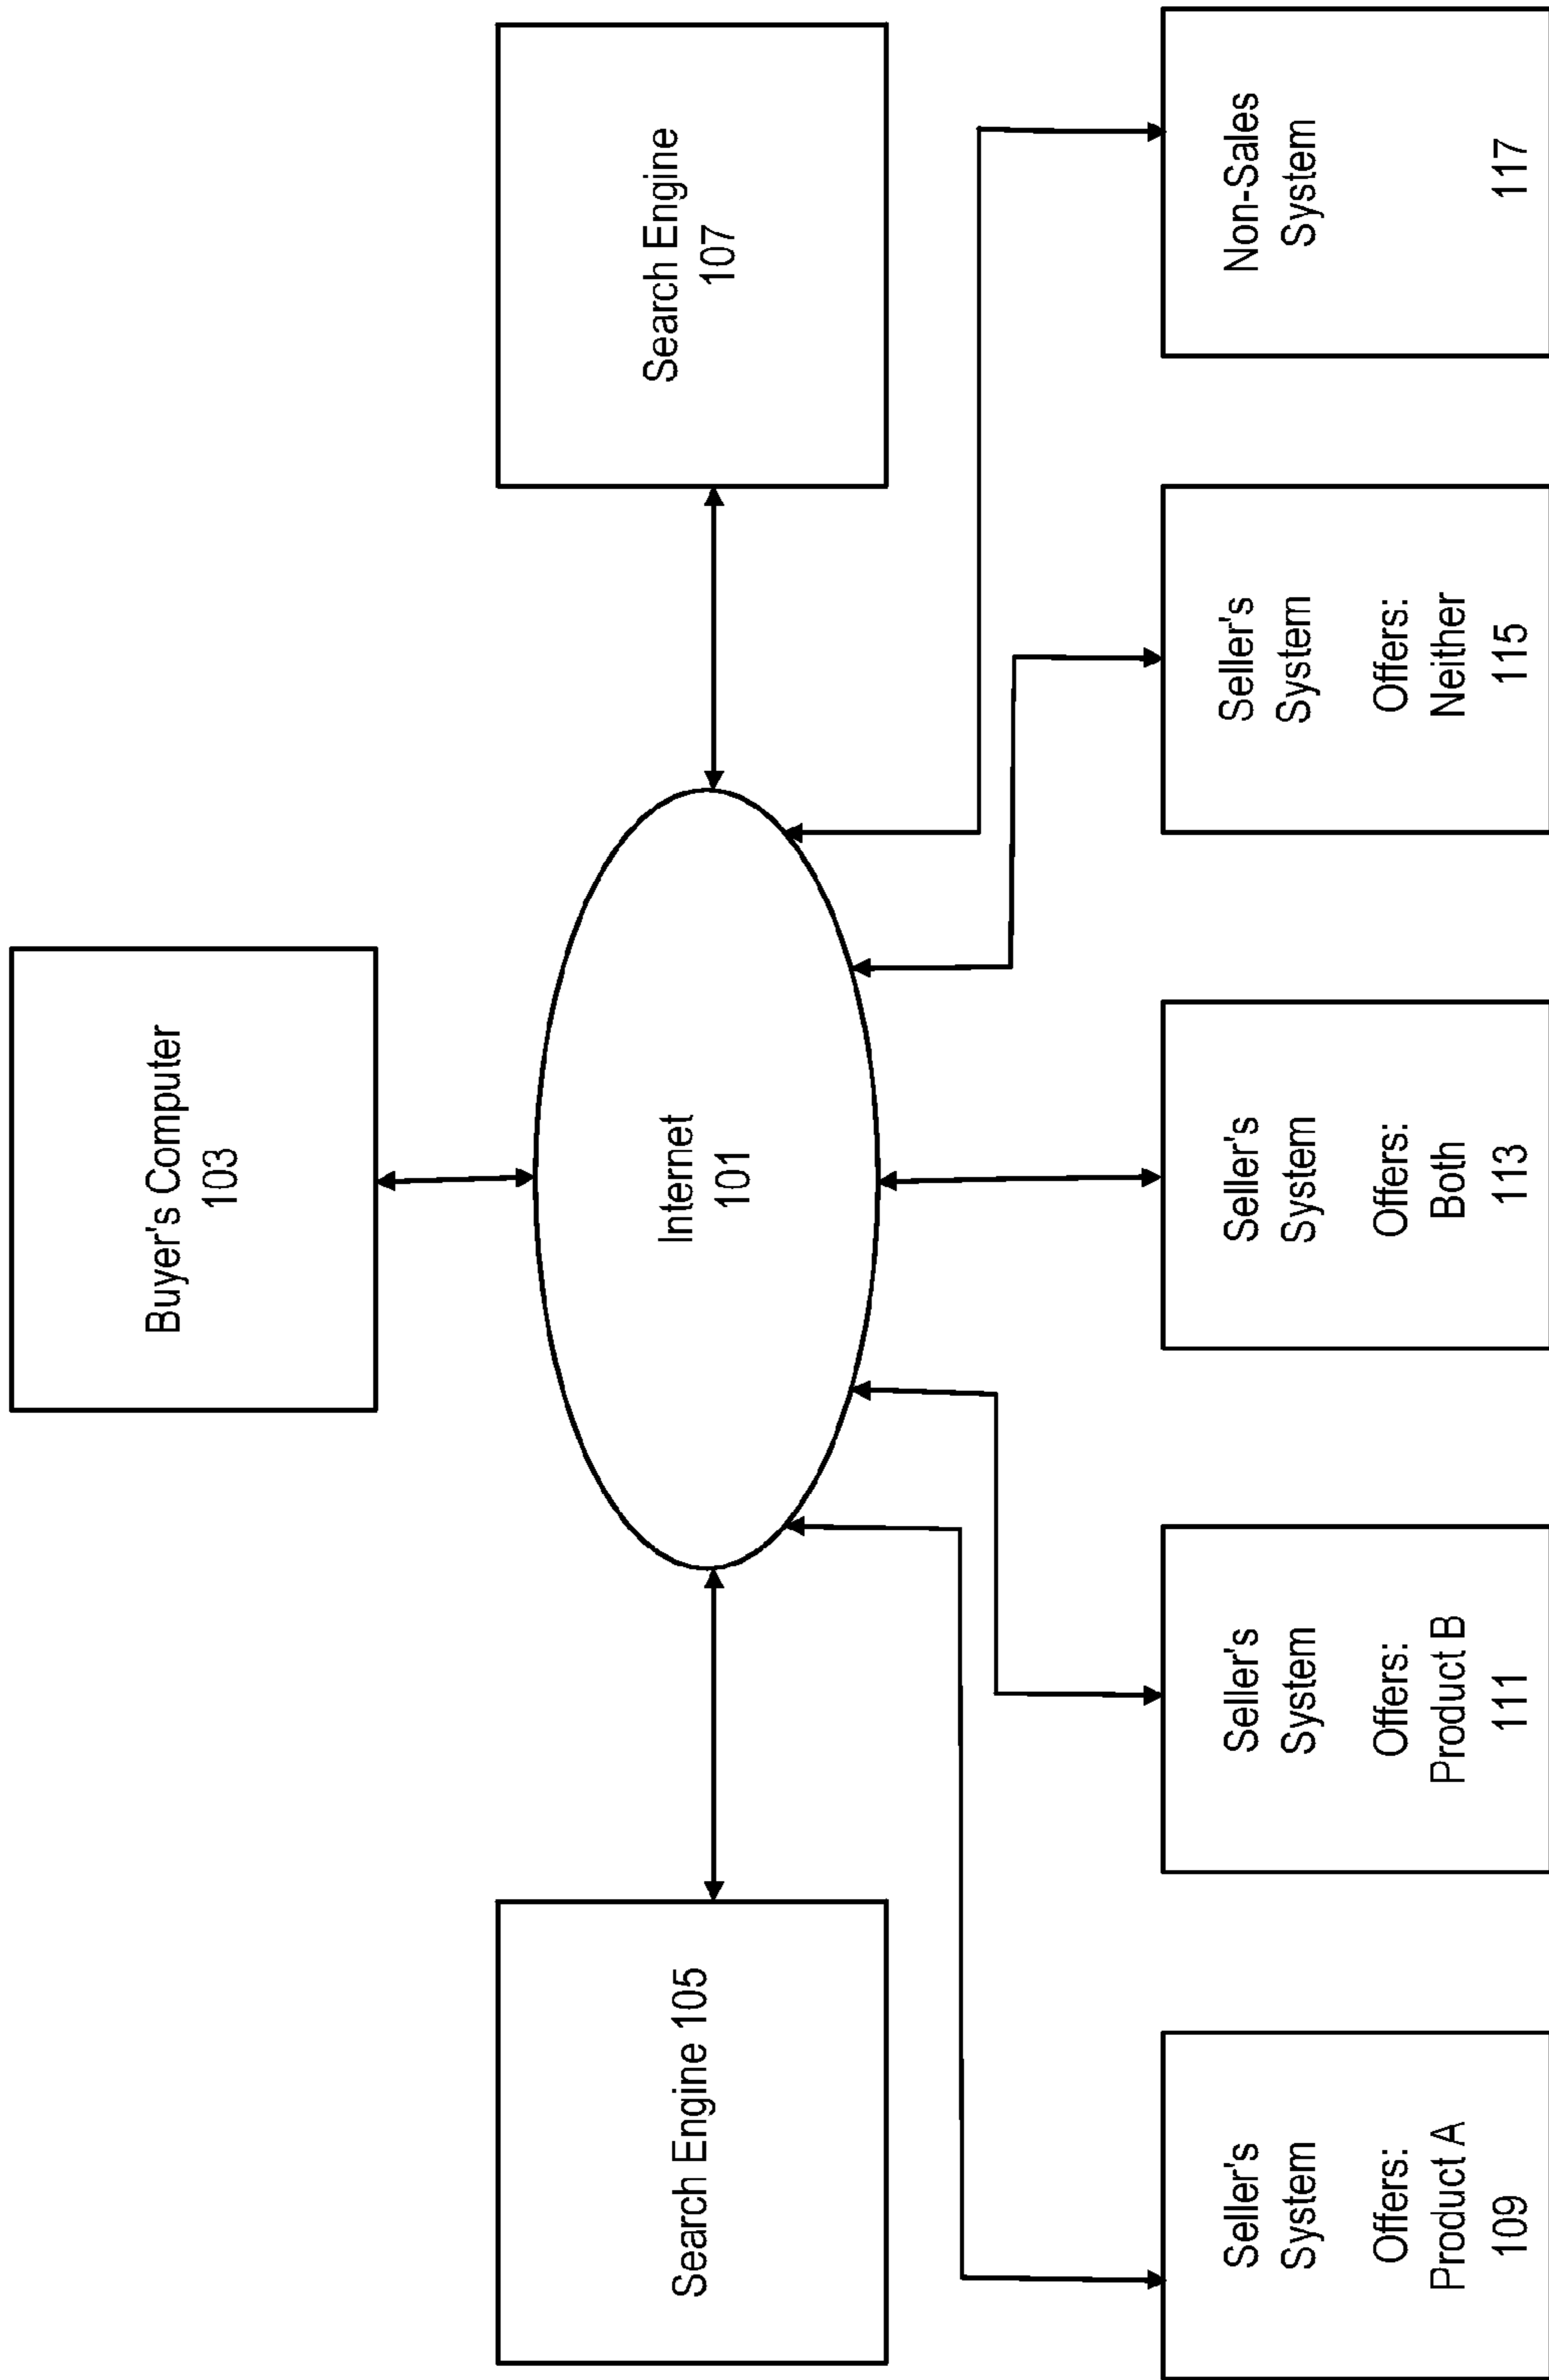 Buyer's Computer
103
Search Engine 105
Internet
101
Search Engine
107
Seller's
System
Offers:
Product A
109
Seller's
System
Offers:
Product B
111
Seller's
System
Offers:
Both
113
Seller's
System
Offers:
Neither
115
Non-Sales
System
117